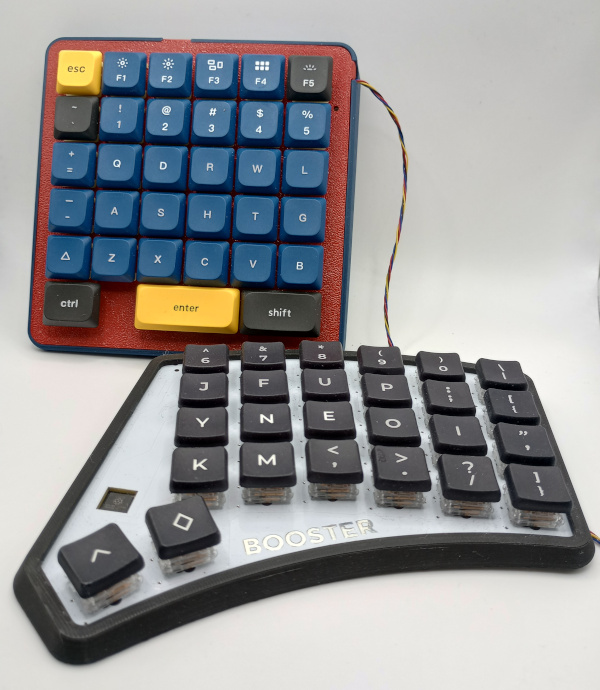 esc F1 F2 F3 F4 F5
~ ! @ # $ %
` 1 2 3 4 5
+ =
Q D R W L
_ -
A S H T G
Z X C V B
ctrl enter shift
^ & * ( ) |
6 7 8 9 0 \
J F U P : ; { [
Y N E O I " ,
K M < , > . ? / } ]
BOOSTER